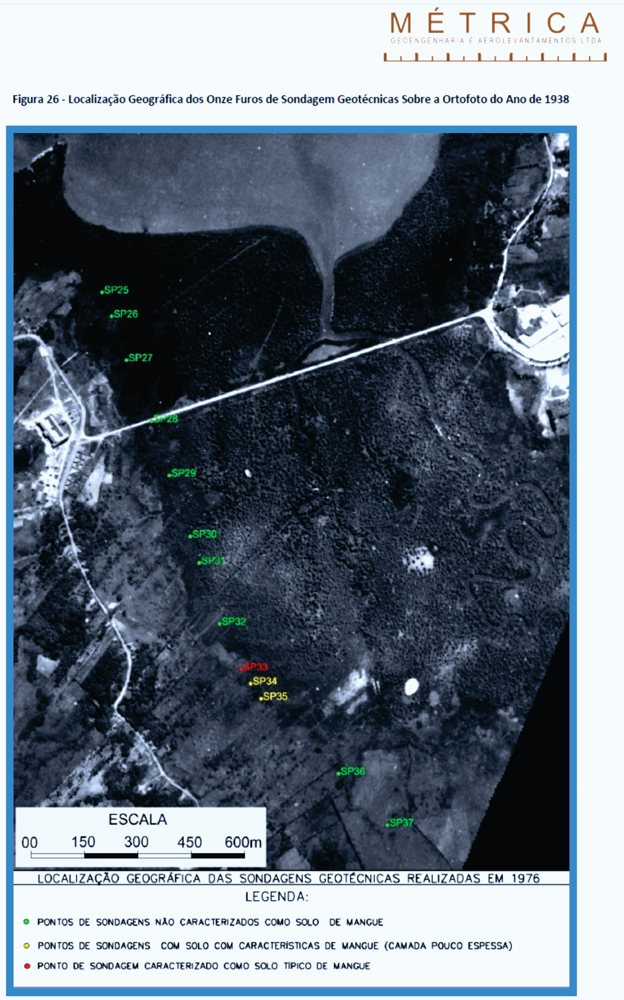 MÉTRICA
GEOENGENHARIA E AEROLEVANTAMENTOS LTDA
Figura 26 - Localização Geográfica dos Onze Furos de Sondagem Geotécnicas Sobre a Ortofoto do Ano de 1938
SP25
SP26
SP27
SP28
SP29
SP30
SP31
SP32
SP33
SP34
SP35
SP36
SP37
ESCALA
00 150 300 450 600m
LOCALIZAÇÃO GEOGRÁFICA DAS SONDAGENS GEOTÉCNICAS REALIZADAS EM 1976
LEGENDA:
PONTOS DE SONDAGENS NÃO CARACTERIZADOS COMO SOLO DE MANGUE
PONTOS DE SONDAGENS COM SOLO COM CARACTERÍSTICAS DE MANGUE (CAMADA POUCO ESPESSA)
PONTO DE SONDAGEM CARACTERIZADO COMO SOLO TÍPICO DE MANGUE